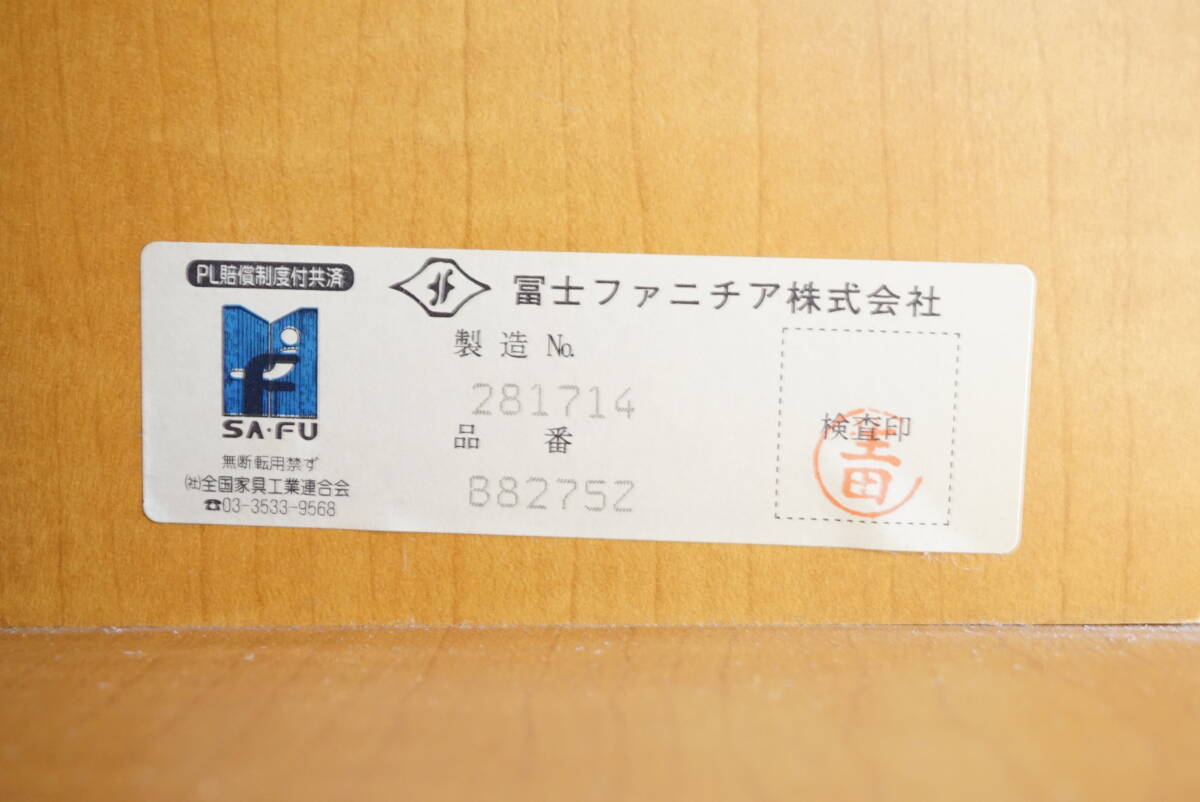 PL賠償制度付共済
SA・FU
無断転用禁ず
㈳全国家具工業連合会
☎03-3533-9568
冨士ファニチア株式会社
製造 No.
281714
品番
B8275Z
検査印